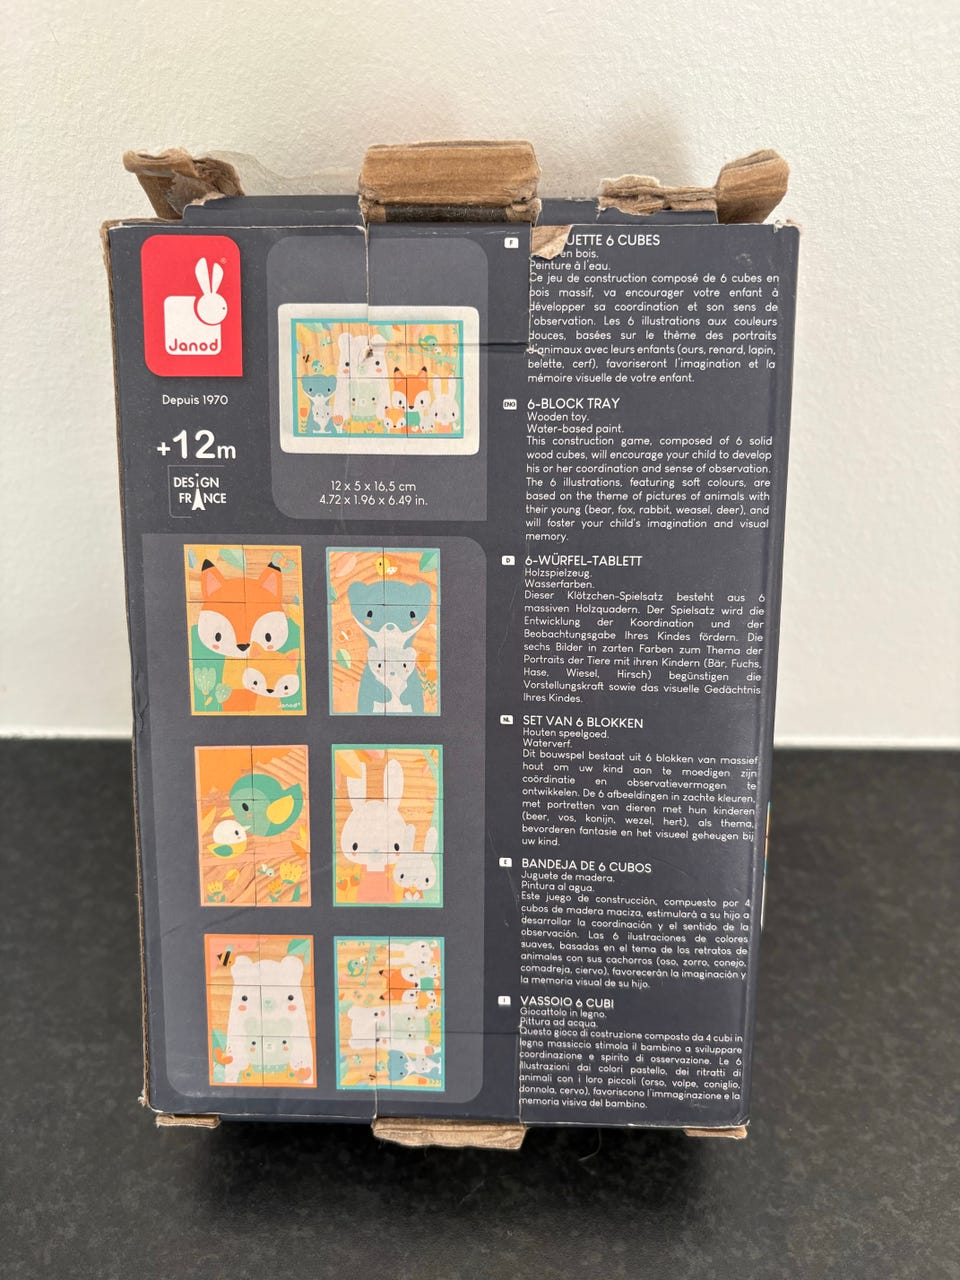 Janod
Depuis 1970
+12m
DESiGN
FRANCE
12 x 5 x 16,5 cm
4.72 x 1.96 x 6.49 in.
Janod
F
UETTE 6 CUBES
en bois.
Peinture à l'eau.
Ce jeu de construction composé de 6 cubes en
bois massif, va encourager votre enfant à
développer sa coordination et son sens de
l'observation. Les 6 illustrations aux couleurs
douces, basées sur le thème des portraits
d'animaux avec leurs enfants (ours, renard, lapin,
belette, cerf), favoriseront l'imagination et la
mémoire visuelle de votre enfant.
ENG
6-BLOCK TRAY
Wooden toy.
Water-based paint.
This construction game, composed of 6 solid
wood cubes, will encourage your child to develop
his or her coordination and sense of observation.
The 6 illustrations, featuring soft colours, are
based on the theme of pictures of animals with
their young (bear, fox, rabbit, weasel, deer), and
will foster your child's imagination and visual
memory.
D
6-WÜRFEL-TABLETT
Holzspielzeug.
Wasserfarben.
Dieser Klötzchen-Spielsatz besteht aus 6
massiven Holzquadern. Der Spielsatz wird die
Entwicklung der Koordination und der
Beobachtungsgabe Ihres Kindes fördern. Die
sechs Bilder in zarten Farben zum Thema der
Portraits der Tiere mit ihren Kindern (Bär, Fuchs,
Hase, Wiesel, Hirsch) begünstigen die
Vorstellungskraft sowie das visuelle Gedächtnis
Ihres Kindes.
NL
SET VAN 6 BLOKKEN
Houten speelgoed.
Waterverf.
Dit bouwspel bestaat uit 6 blokken van massief
hout om uw kind aan te moedigen zijn
coördinatie en observatievermogen te
ontwikkelen. De 6 afbeeldingen in zachte kleuren,
met portretten van dieren met hun kinderen
(beer, vos, konijn, wezel, hert), als thema,
bevorderen fantasie en het visueel geheugen bij
uw kind.
E
BANDEJA DE 6 CUBOS
Juguete de madera.
Pintura al agua.
Este juego de construcción, compuesto por 4
cubos de madera maciza, estimulará a su hijo a
desarrollar la coordinación y el sentido de la
observación. Las 6 ilustraciones de colores
suaves, basadas en el tema de los retratos de
animales con sus cachorros (oso, zorro, conejo,
comadreja, ciervo), favorecerán la imaginación y
la memoria visual de su hijo.
I
VASSOIO 6 CUBI
Giocattolo in legno.
Pittura ad acqua.
Questo gioco di costruzione composto da 4 cubi in
legno massiccio stimola il bambino a sviluppare
coordinazione e spirito di osservazione. Le 6
illustrazioni dai colori pastello, dei ritratti di
animali con i loro piccoli (orso, volpe, coniglio,
donnola, cervo), favoriscono l'immaginazione e la
memoria visiva del bambino.